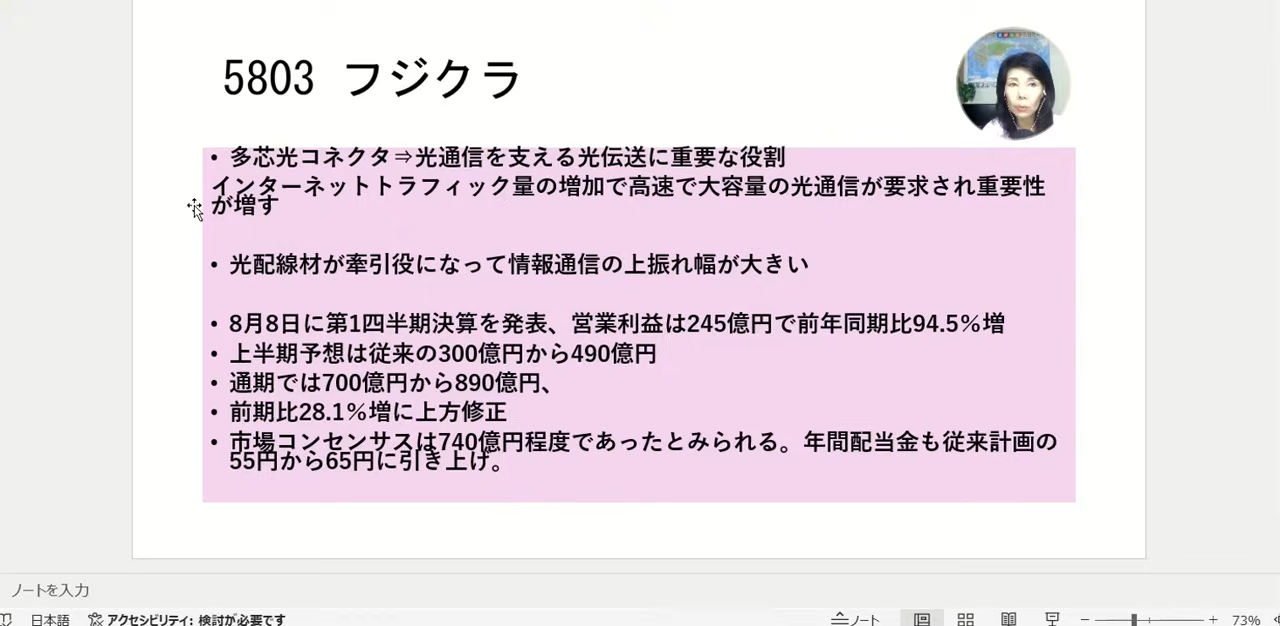 5803 フジクラ
• 多芯光コネクタ⇒光通信を支える光伝送に重要な役割
インターネットトラフィック量の増加で高速で大容量の光通信が要求され重要性
が増す
• 光配線材が牽引役になって情報通信の上振れ幅が大きい
• 8月8日に第1四半期決算を発表、営業利益は245億円で前年同期比94.5%増
• 上半期予想は従来の300億円から490億円
• 通期では700億円から890億円、
• 前期比28.1%増に上方修正
• 市場コンセンサスは740億円程度であったとみられる。年間配当金も従来計画の
55円から65円に引き上げ。
ノートを入力
日本語 アクセシビリティ: 検討が必要です ノート 73%